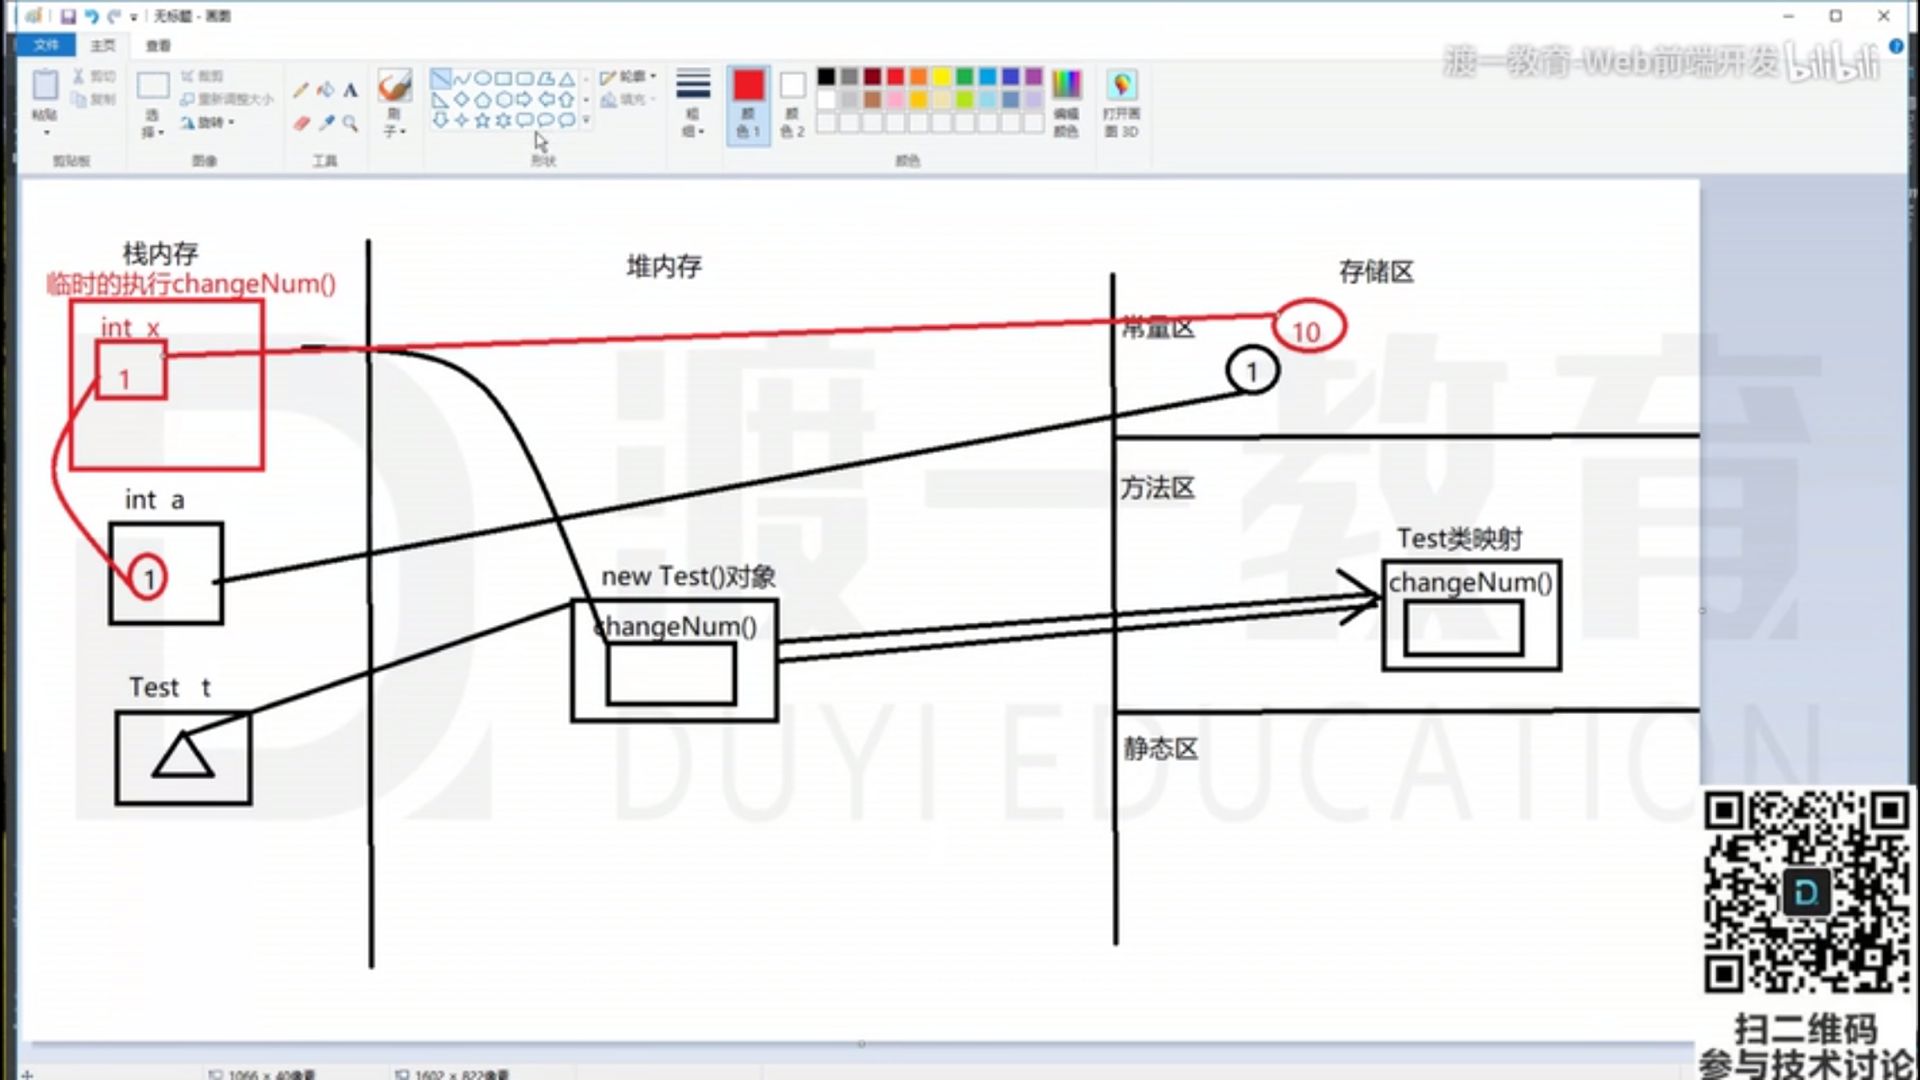 无标题 - 画图
文件 主页 查看
渡一教育-Web前端开发 bilibili
粘贴 剪切 复制
剪贴板
选择 裁剪 重新调整大小 旋转
图像
A
工具
刷子
轮廓 填充
形状
粗细
颜色1
颜色2
编辑颜色
打开画图 3D
颜色
栈内存
堆内存
存储区
临时的执行changeNum()
int x
1
常量区
10
1
方法区
int a
1
Test类映射
changeNum()
new Test()对象
changeNum()
Test t
静态区
渡一教育
DUYI EDUCATION
D
扫二维码
参与技术讨论
1066 × 40像素
1602 × 822像素